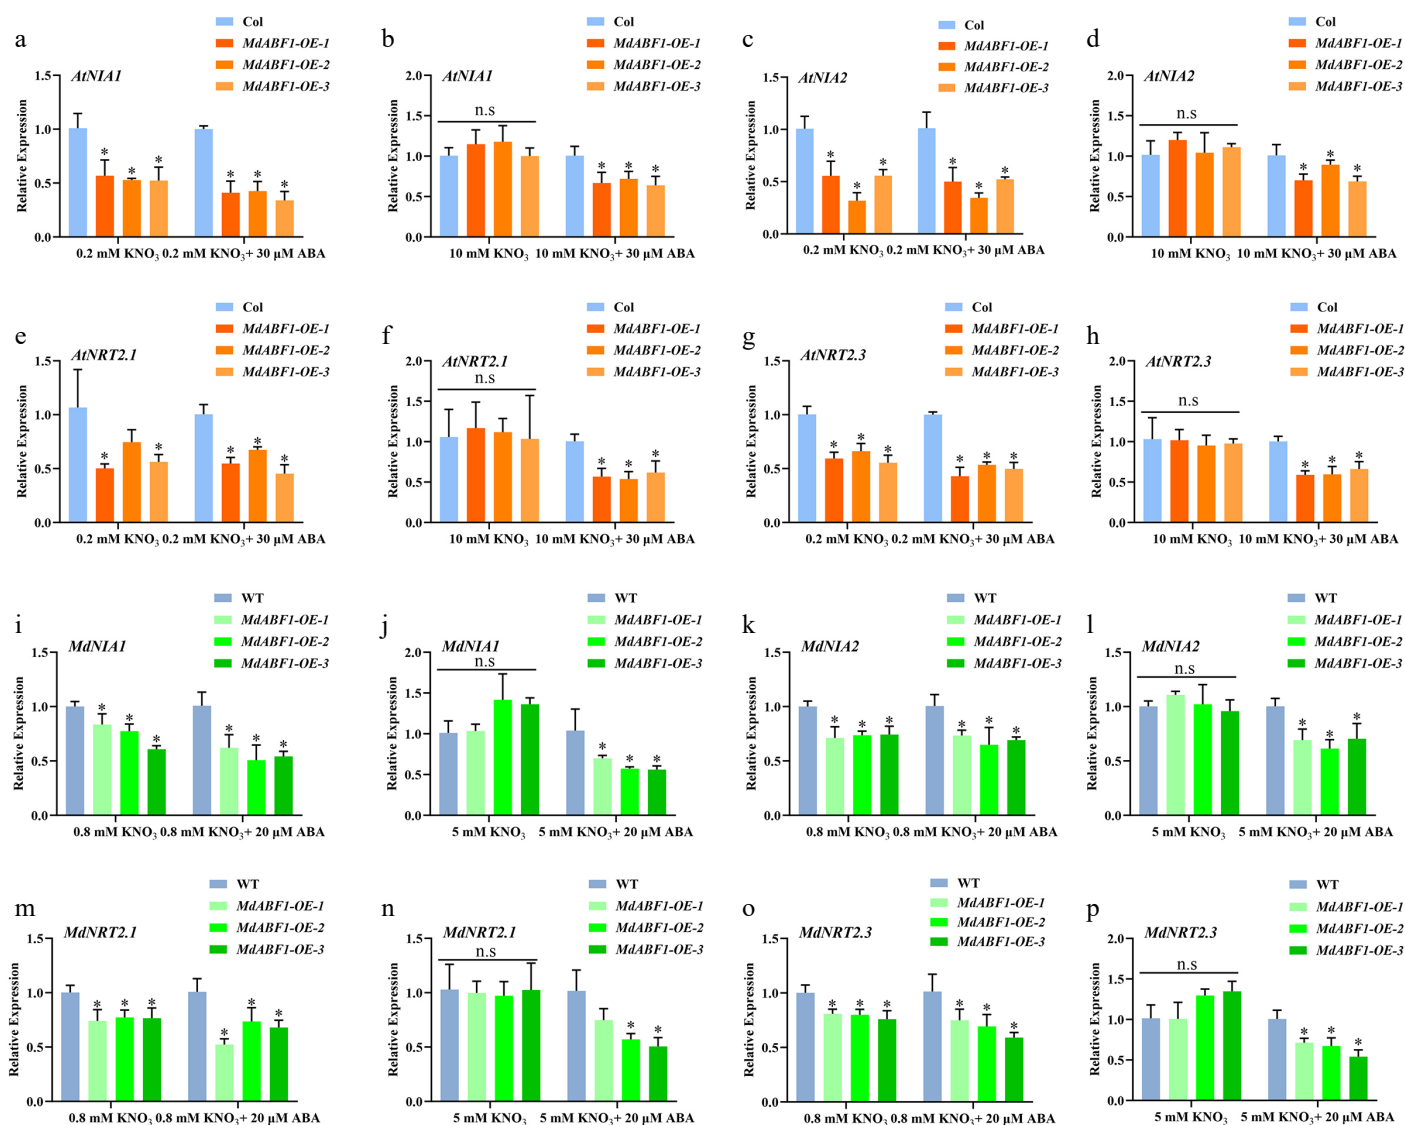 a
Col
MdABF1-OE-1
MdABF1-OE-2
MdABF1-OE-3
AtNIA1
Relative Expression
1.5
1.0
0.5
0.0
* * *
* * *
0.2 mM KNO3 0.2 mM KNO3+ 30 μM ABA
b
Col
MdABF1-OE-1
MdABF1-OE-2
MdABF1-OE-3
AtNIA1
Relative Expression
2.0
1.5
1.0
0.5
0.0
n.s
* * *
10 mM KNO3 10 mM KNO3+ 30 μM ABA
c
Col
MdABF1-OE-1
MdABF1-OE-2
MdABF1-OE-3
AtNIA2
Relative Expression
1.5
1.0
0.5
0.0
* * *
* * *
0.2 mM KNO3 0.2 mM KNO3+ 30 μM ABA
d
Col
MdABF1-OE-1
MdABF1-OE-2
MdABF1-OE-3
AtNIA2
Relative Expression
2.0
1.5
1.0
0.5
0.0
n.s
* * *
10 mM KNO3 10 mM KNO3+ 30 μM ABA
e
Col
MdABF1-OE-1
MdABF1-OE-2
MdABF1-OE-3
AtNRT2.1
Relative Expression
1.5
1.0
0.5
0.0
* *
* * *
0.2 mM KNO3 0.2 mM KNO3+ 30 μM ABA
f
Col
MdABF1-OE-1
MdABF1-OE-2
MdABF1-OE-3
AtNRT2.1
Relative Expression
2.0
1.5
1.0
0.5
0.0
n.s
* * *
10 mM KNO3 10 mM KNO3+ 30 μM ABA
g
Col
MdABF1-OE-1
MdABF1-OE-2
MdABF1-OE-3
AtNRT2.3
Relative Expression
1.5
1.0
0.5
0.0
* * *
* * *
0.2 mM KNO3 0.2 mM KNO3+ 30 μM ABA
h
Col
MdABF1-OE-1
MdABF1-OE-2
MdABF1-OE-3
AtNRT2.3
Relative Expression
2.0
1.5
1.0
0.5
0.0
n.s
* * *
10 mM KNO3 10 mM KNO3+ 30 μM ABA
i
WT
MdABF1-OE-1
MdABF1-OE-2
MdABF1-OE-3
MdNIA1
Relative Expression
1.5
1.0
0.5
0.0
* * *
* * *
0.8 mM KNO3 0.8 mM KNO3+ 20 μM ABA
j
WT
MdABF1-OE-1
MdABF1-OE-2
MdABF1-OE-3
MdNIA1
Relative Expression
2.0
1.5
1.0
0.5
0.0
n.s
* * *
5 mM KNO3 5 mM KNO3+ 20 μM ABA
k
WT
MdABF1-OE-1
MdABF1-OE-2
MdABF1-OE-3
MdNIA2
Relative Expression
1.5
1.0
0.5
0.0
* * *
* * *
0.8 mM KNO3 0.8 mM KNO3+ 20 μM ABA
l
WT
MdABF1-OE-1
MdABF1-OE-2
MdABF1-OE-3
MdNIA2
Relative Expression
1.5
1.0
0.5
0.0
n.s
* * *
5 mM KNO3 5 mM KNO3+ 20 μM ABA
m
WT
MdABF1-OE-1
MdABF1-OE-2
MdABF1-OE-3
MdNRT2.1
Relative Expression
1.5
1.0
0.5
0.0
* * *
* * *
0.8 mM KNO3 0.8 mM KNO3+ 20 μM ABA
n
WT
MdABF1-OE-1
MdABF1-OE-2
MdABF1-OE-3
MdNRT2.1
Relative Expression
1.5
1.0
0.5
0.0
n.s
* *
5 mM KNO3 5 mM KNO3+ 20 μM ABA
o
WT
MdABF1-OE-1
MdABF1-OE-2
MdABF1-OE-3
MdNRT2.3
Relative Expression
1.5
1.0
0.5
0.0
* * *
* * *
0.8 mM KNO3 0.8 mM KNO3+ 20 μM ABA
p
WT
MdABF1-OE-1
MdABF1-OE-2
MdABF1-OE-3
MdNRT2.3
Relative Expression
2.0
1.5
1.0
0.5
0.0
n.s
* * *
5 mM KNO3 5 mM KNO3+ 20 μM ABA